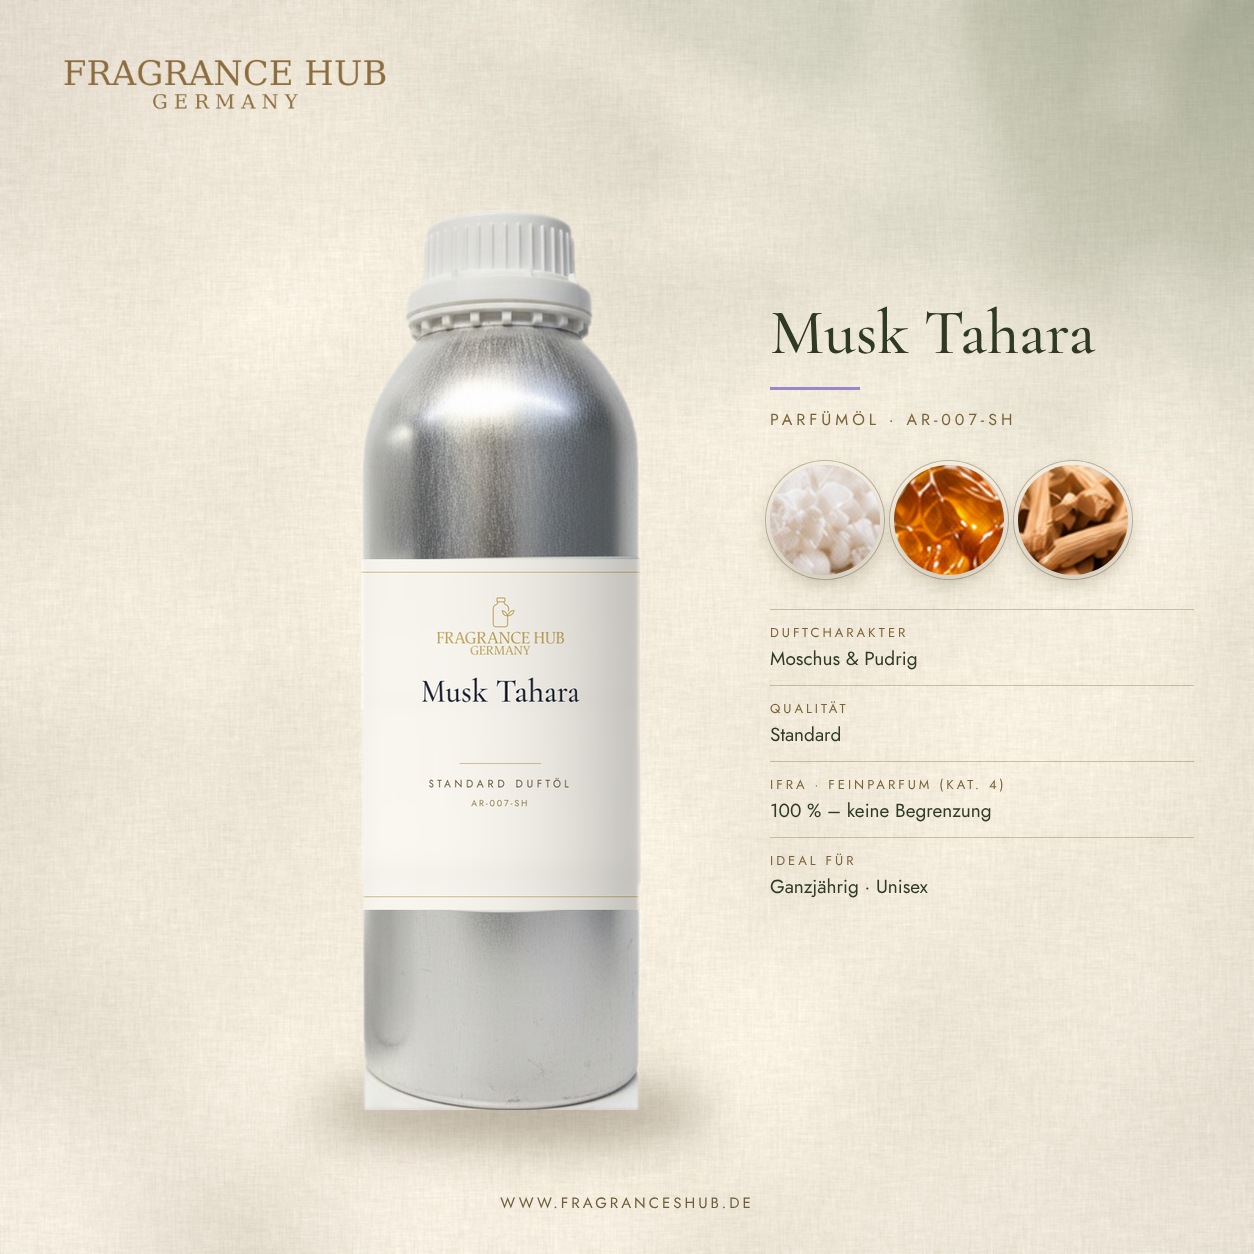 FRAGRANCE HUB
GERMANY
Musk Tahara
PARFÜMÖL · AR-007-SH
DUFTCHARAKTER
Moschus & Pudrig
QUALITÄT
Standard
IFRA · FEINPARFUM (KAT. 4)
100 % – keine Begrenzung
IDEAL FÜR
Ganzjährig · Unisex
FRAGRANCE HUB
GERMANY
Musk Tahara
STANDARD DUFTÖL
AR-007-SH
WWW.FRAGRANCESHUB.DE